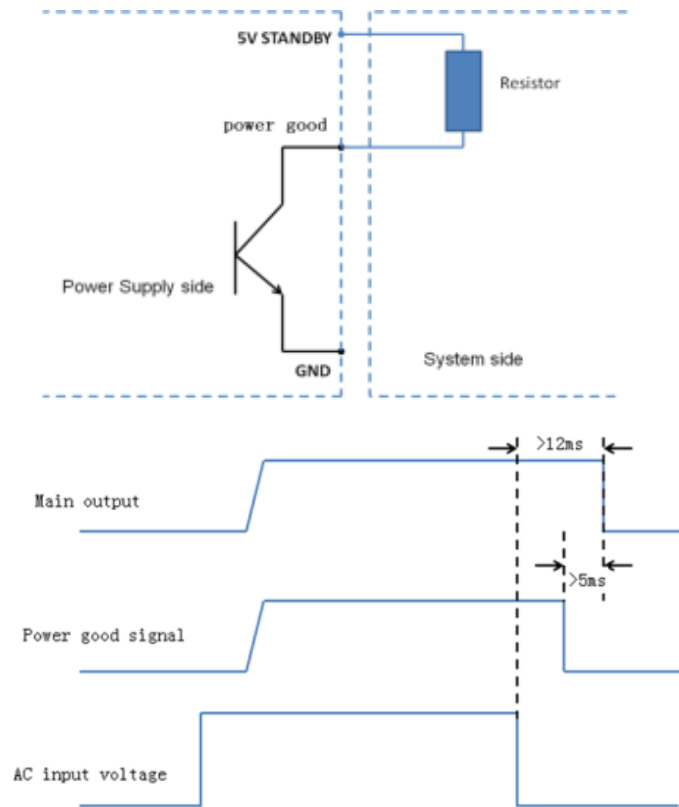 5V STANDBY
Resistor
power good
Power Supply side
System side
GND
>12ms
Main output
>5ms
Power good signal
AC input voltage